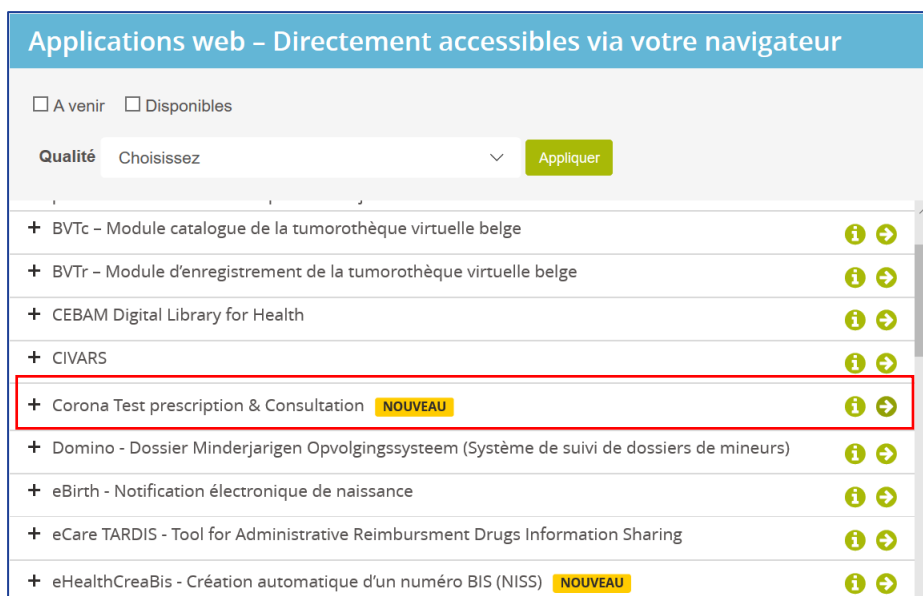 Applications web – Directement accessibles via votre navigateur
A venir Disponibles
Qualité Choisissez Appliquer
+ BVTc – Module catalogue de la tumorothèque virtuelle belge
+ BVTr – Module d'enregistrement de la tumorothèque virtuelle belge
+ CEBAM Digital Library for Health
+ CIVARS
+ Corona Test prescription & Consultation NOUVEAU
+ Domino - Dossier Minderjarigen Opvolgingssysteem (Système de suivi de dossiers de mineurs)
+ eBirth - Notification électronique de naissance
+ eCare TARDIS - Tool for Administrative Reimbursment Drugs Information Sharing
+ eHealthCreaBis - Création automatique d'un numéro BIS (NISS) NOUVEAU